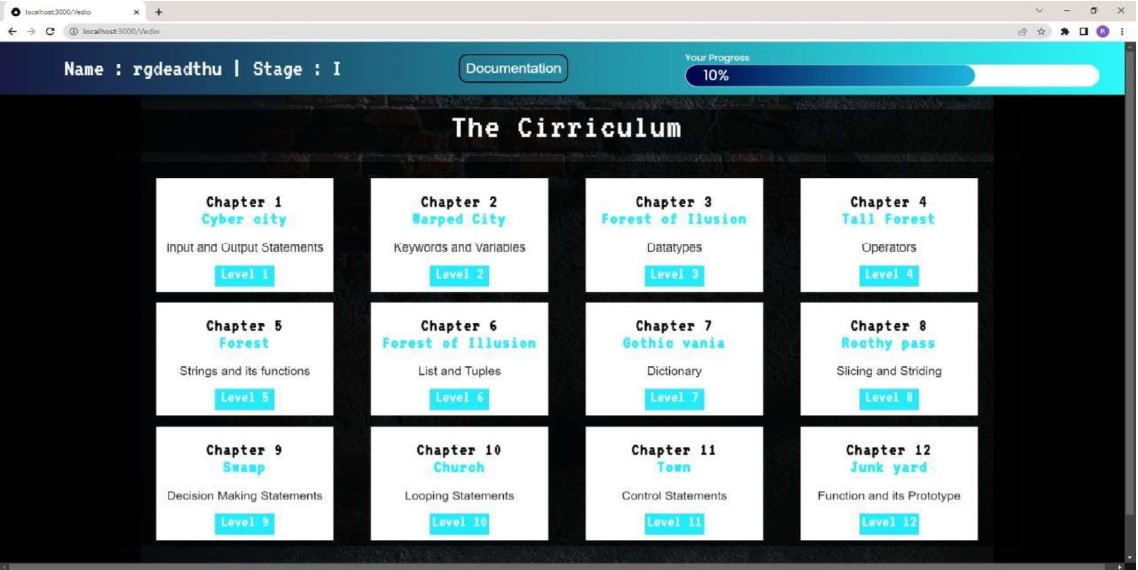 localhost:3000/Vedio
localhost:3000/Vedio
R
Name : rgdeadthu | Stage : I
Documentation
Your Progress
10%
The Cirriculum
Chapter 1
Cyber city
Input and Output Statements
Level 1
Chapter 2
Warped City
Keywords and Variables
Level 2
Chapter 3
Forest of Ilusion
Datatypes
Level 3
Chapter 4
Tall Forest
Operators
Level 4
Chapter 5
Forest
Strings and its functions
Level 5
Chapter 6
Forest of Illusion
List and Tuples
Level 6
Chapter 7
Gothic vania
Dictionary
Level 7
Chapter 8
pass
Slicing and Striding
Level 8
Chapter 9
Swamp
Decision Making Statements
Level 9
Chapter 10
Church
Looping Statements
Level 10
Chapter 11
Town
Control Statements
Level 11
Chapter 12
Junk yard
Function and its Prototype
Level 12